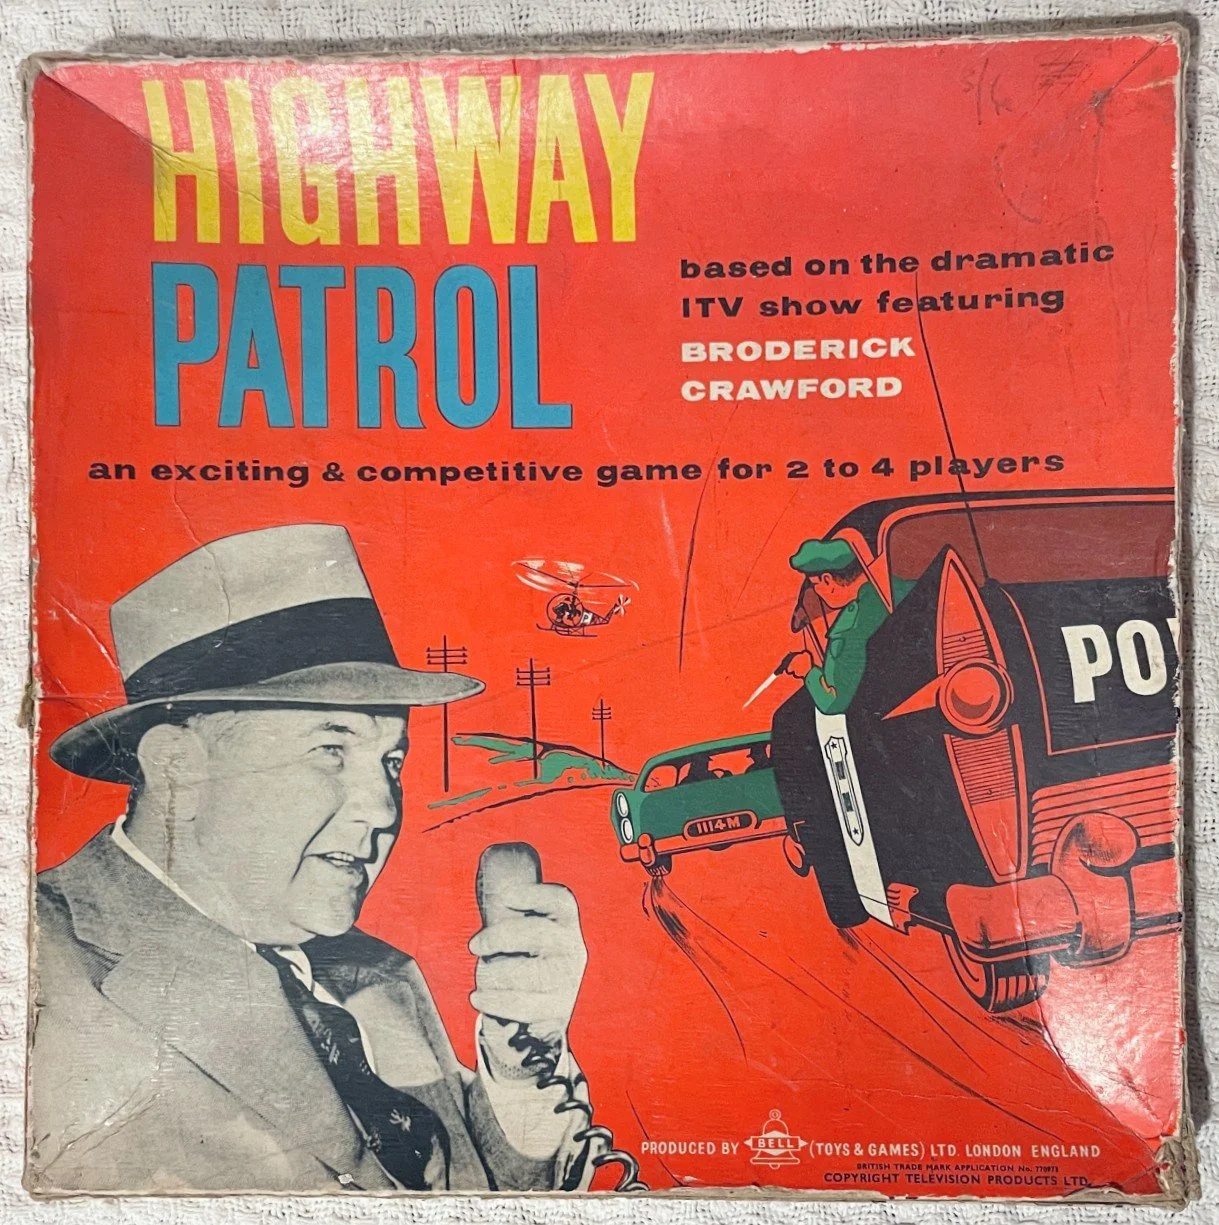 HIGHWAY
PATROL
based on the dramatic
ITV show featuring
BRODERICK
CRAWFORD
an exciting & competitive game for 2 to 4 players
PO
1114M
PRODUCED BY BELL (TOYS & GAMES) LTD. LONDON ENGLAND
BRITISH TRADE MARK APPLICATION No. 770873
COPYRIGHT TELEVISION PRODUCTS LTD.